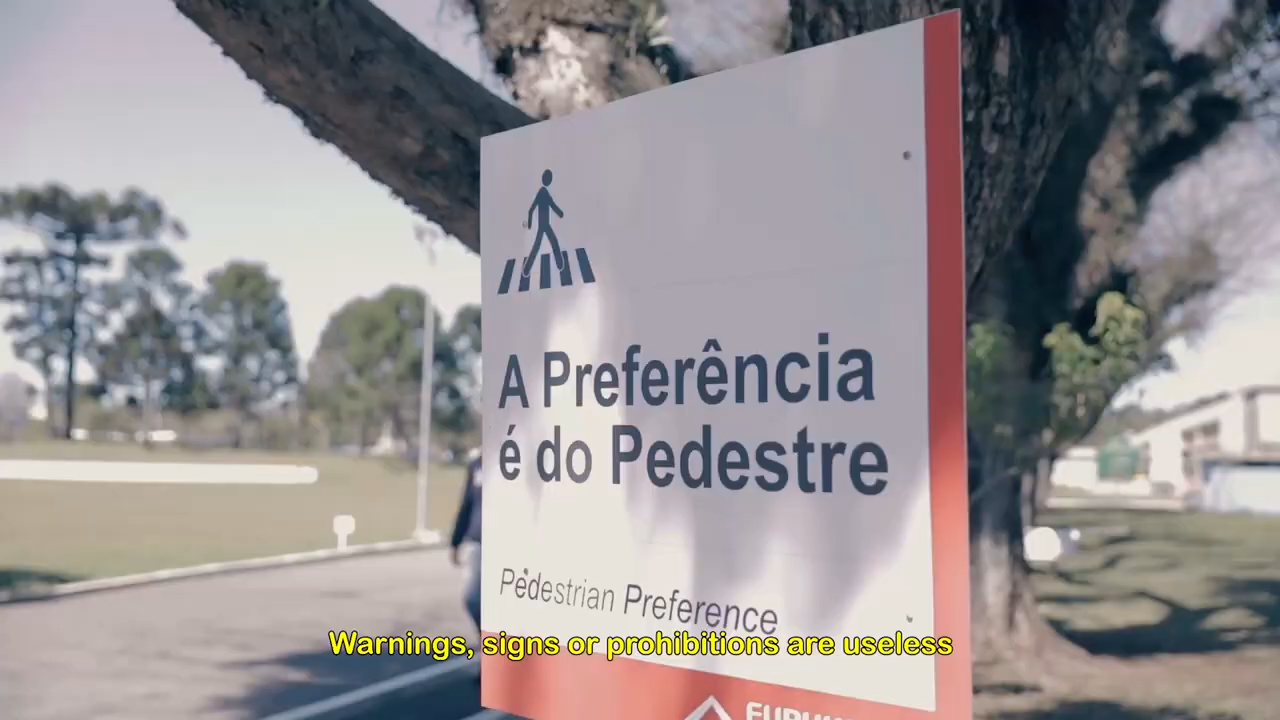 A Preferência
é do Pedestre
Pedestrian Preference
Warnings, signs or prohibitions are useless